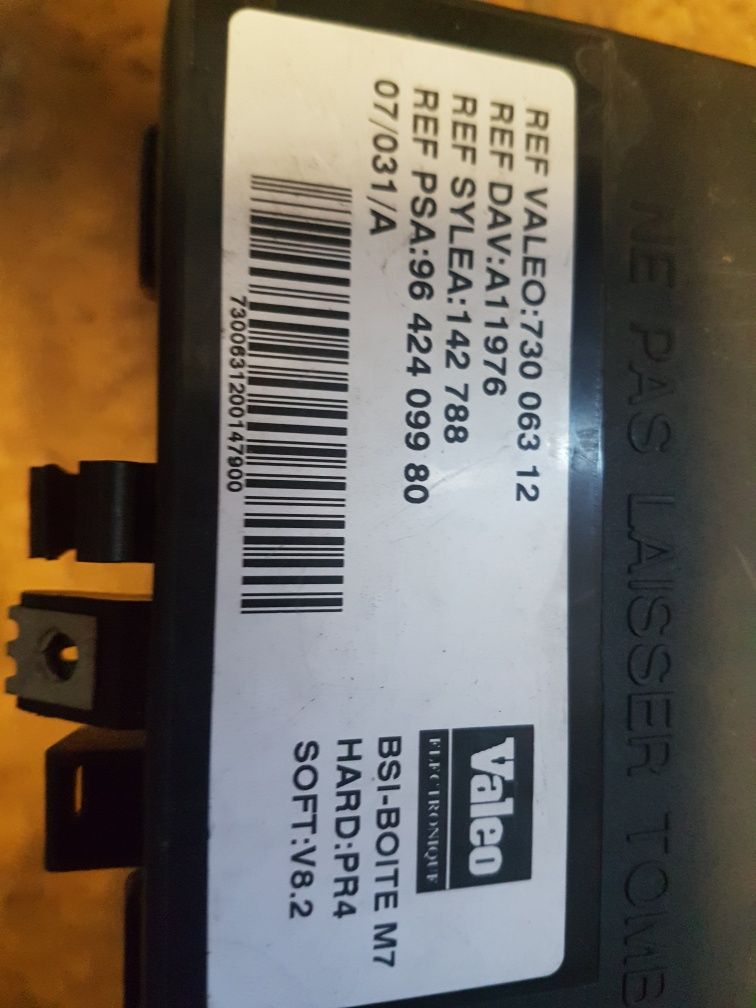 NE PAS LAISSER TOMB
REF VALEO:730 063 12
REF DAV:A11976
REF SYLEA:142 788
REF PSA:96 424 099 80
07/031/A
7300631200147900
Valeo
ELECTRONIQUE
BSI-BOITE M7
HARD:PR4
SOFT:V8.2